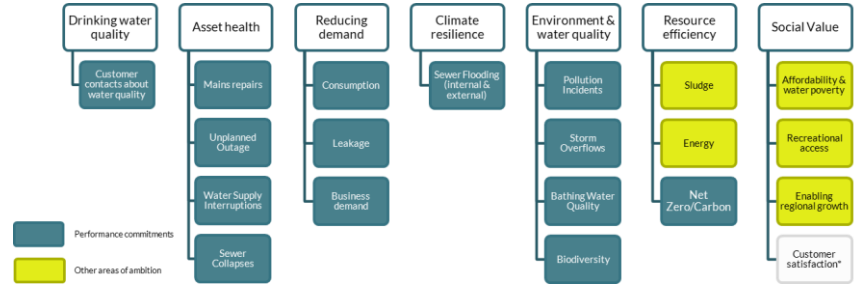 Drinking water
quality
Customer
contacts about
water quality
Asset health
Mains repairs
Unplanned
Outage
Water Supply
Interruptions
Sewer
Collapses
Reducing
demand
Consumption
Leakage
Business
demand
Climate
resilience
Sewer Flooding
(internal &
external)
Environment &
water quality
Pollution
Incidents
Storm
Overflows
Bathing Water
Quality
Biodiversity
Resource
efficiency
Sludge
Energy
Net
Zero/Carbon
Social Value
Affordability &
water poverty
Recreational
access
Enabling
regional growth
Customer
satisfaction*
Performance commitments
Other areas of ambition